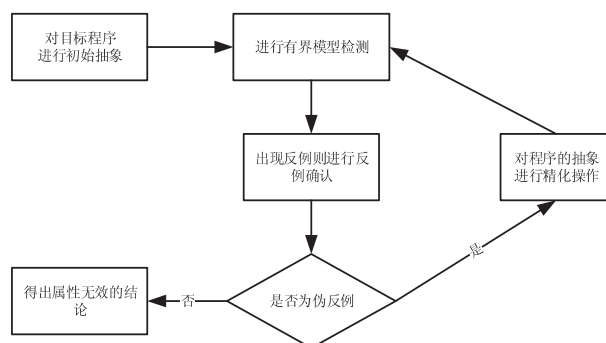 对目标程序
进行初始抽象
进行有界模型检测
出现反例则进行反
例确认
对程序的抽象
进行精化操作
是
得出属性无效的结
论
否
是否为伪反例